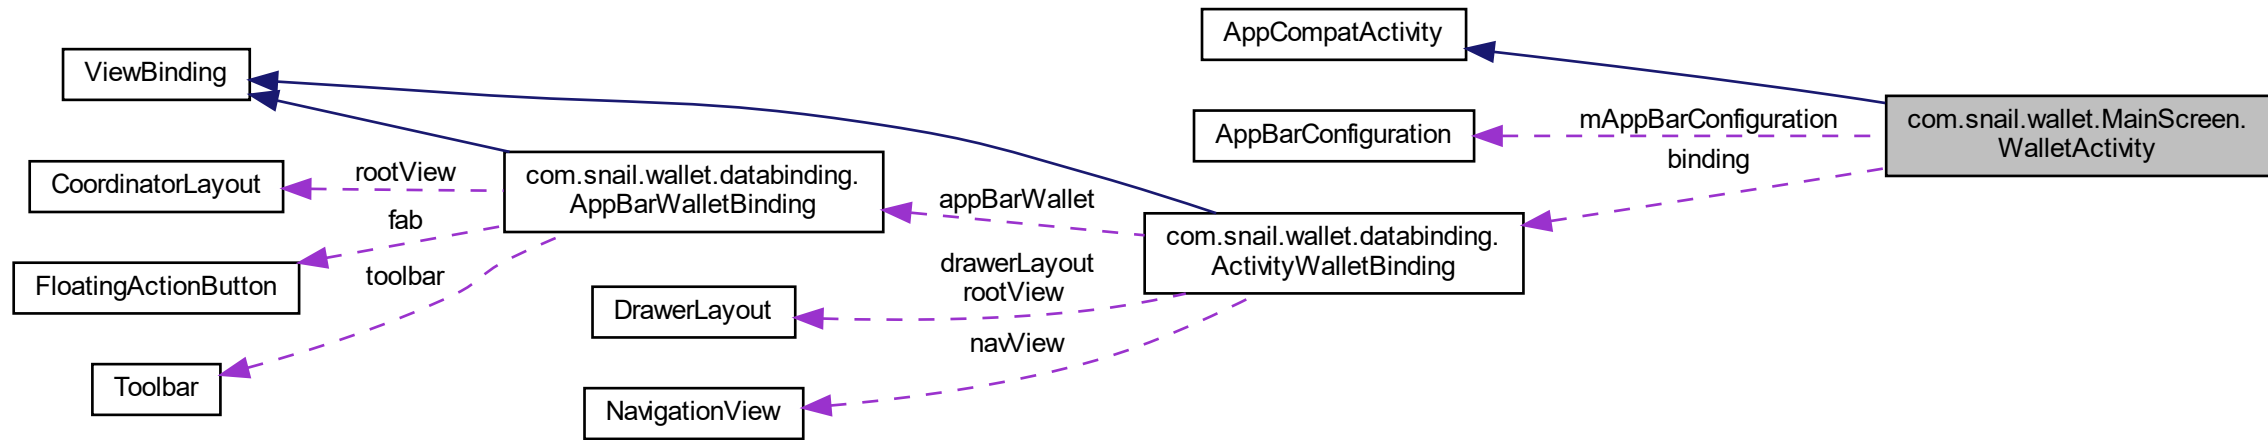 AppCompatActivity
ViewBinding
com.snail.wallet.MainScreen.
WalletActivity
mAppBarConfiguration
AppBarConfiguration
binding
rootView
com.snail.wallet.databinding.
AppBarWalletBinding
CoordinatorLayout
appBarWallet
fab
com.snail.wallet.databinding.
ActivityWalletBinding
drawerLayout
rootView
toolbar
FloatingActionButton
DrawerLayout
navView
Toolbar
NavigationView